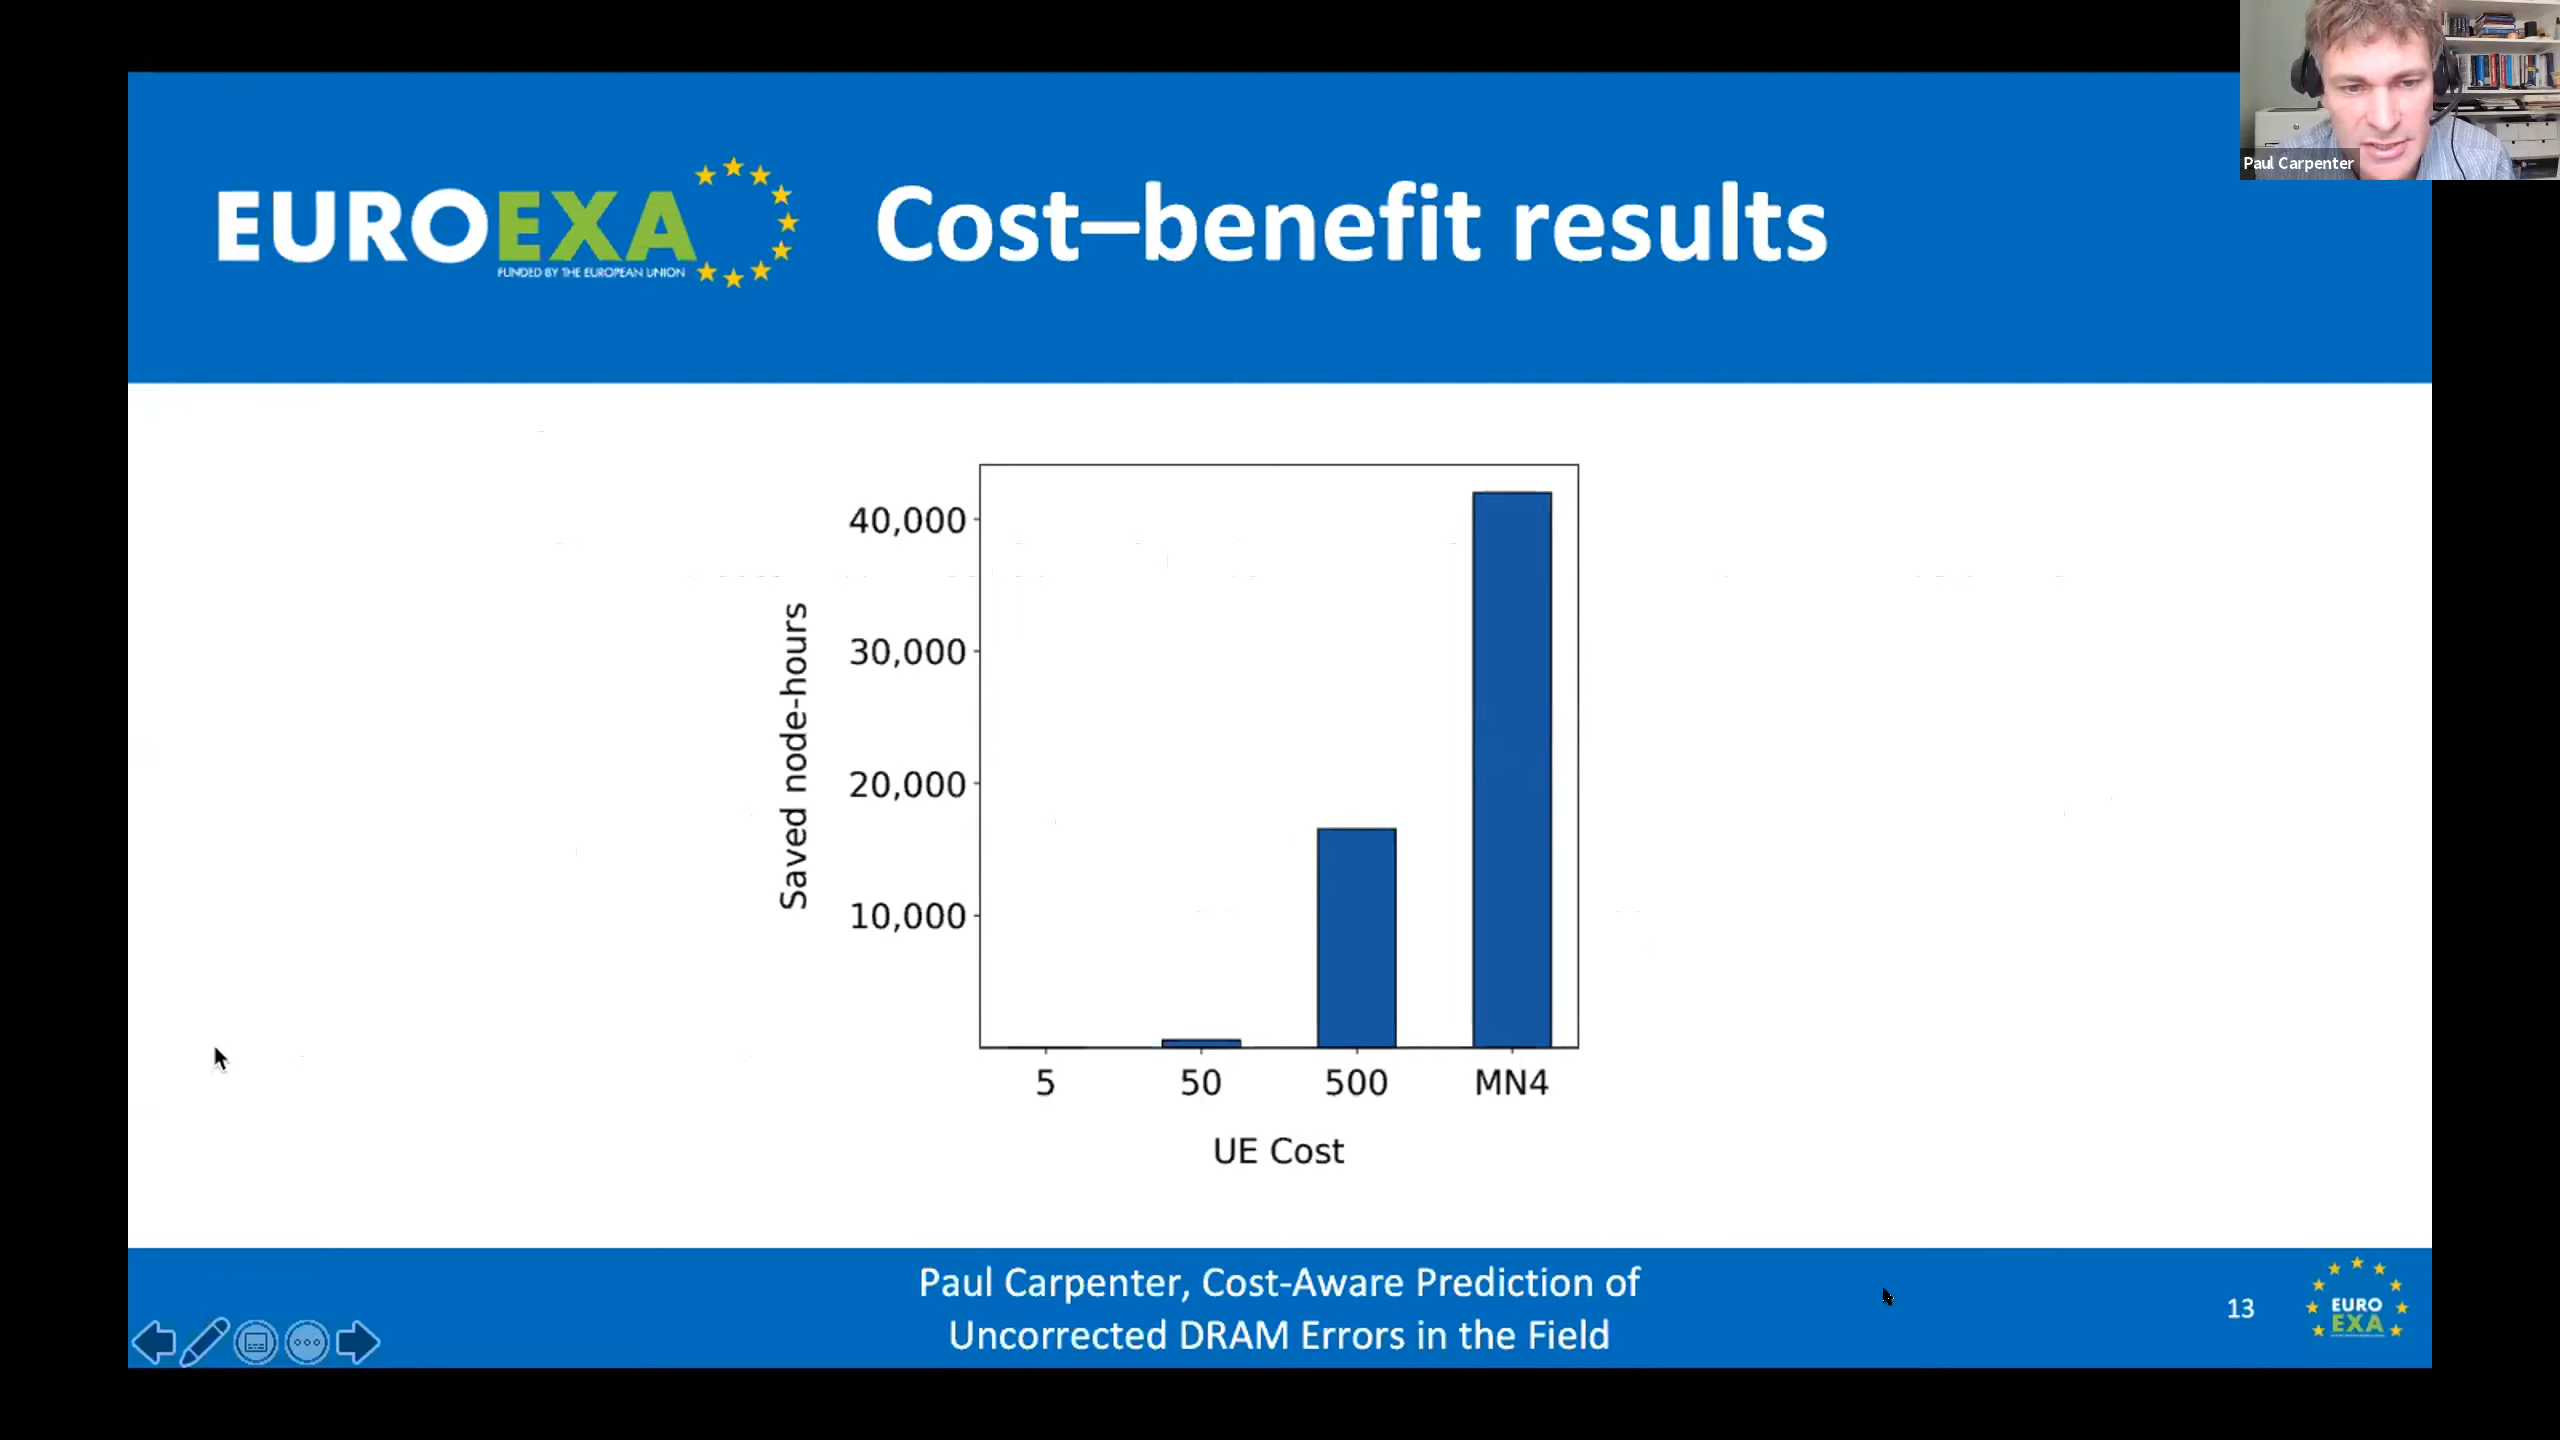 Paul Carpenter
EUROEXA
FUNDED BY THE EUROPEAN UNION
Cost–benefit results
Saved node-hours
40,000
30,000
20,000
10,000
5 50 500 MN4
UE Cost
Paul Carpenter, Cost-Aware Prediction of
Uncorrected DRAM Errors in the Field
13
EURO
EXA